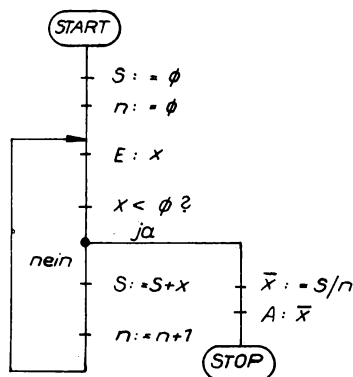 START
S : = ϕ
n : = ϕ
E : x
x < ϕ ?
ja
nein
S : = S+x
n : = n+1
x̅ : = S/n
A : x̅
STOP